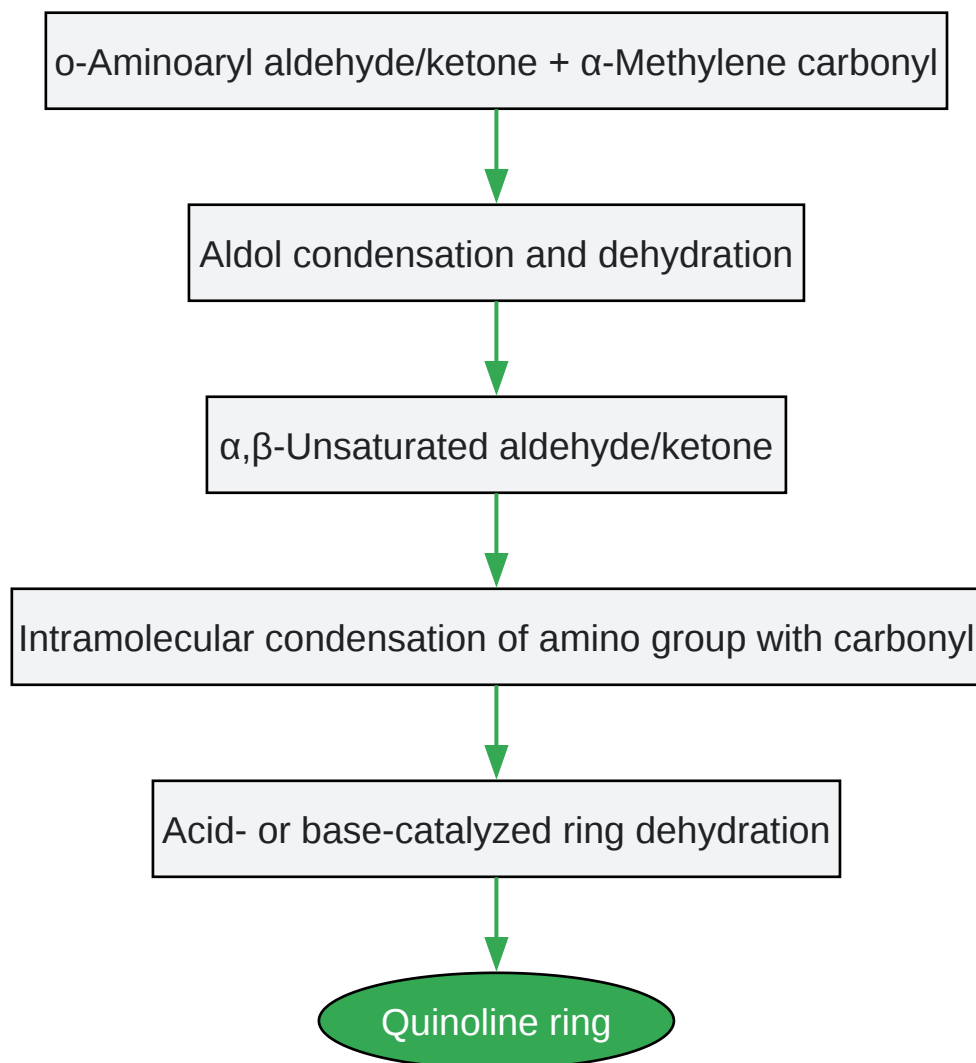 o-Aminoaryl aldehyde/ketone + α-Methylene carbonyl
Aldol condensation and dehydration
α,β-Unsaturated aldehyde/ketone
Intramolecular condensation of amino group with carbonyl
Acid- or base-catalyzed ring dehydration
Quinoline ring